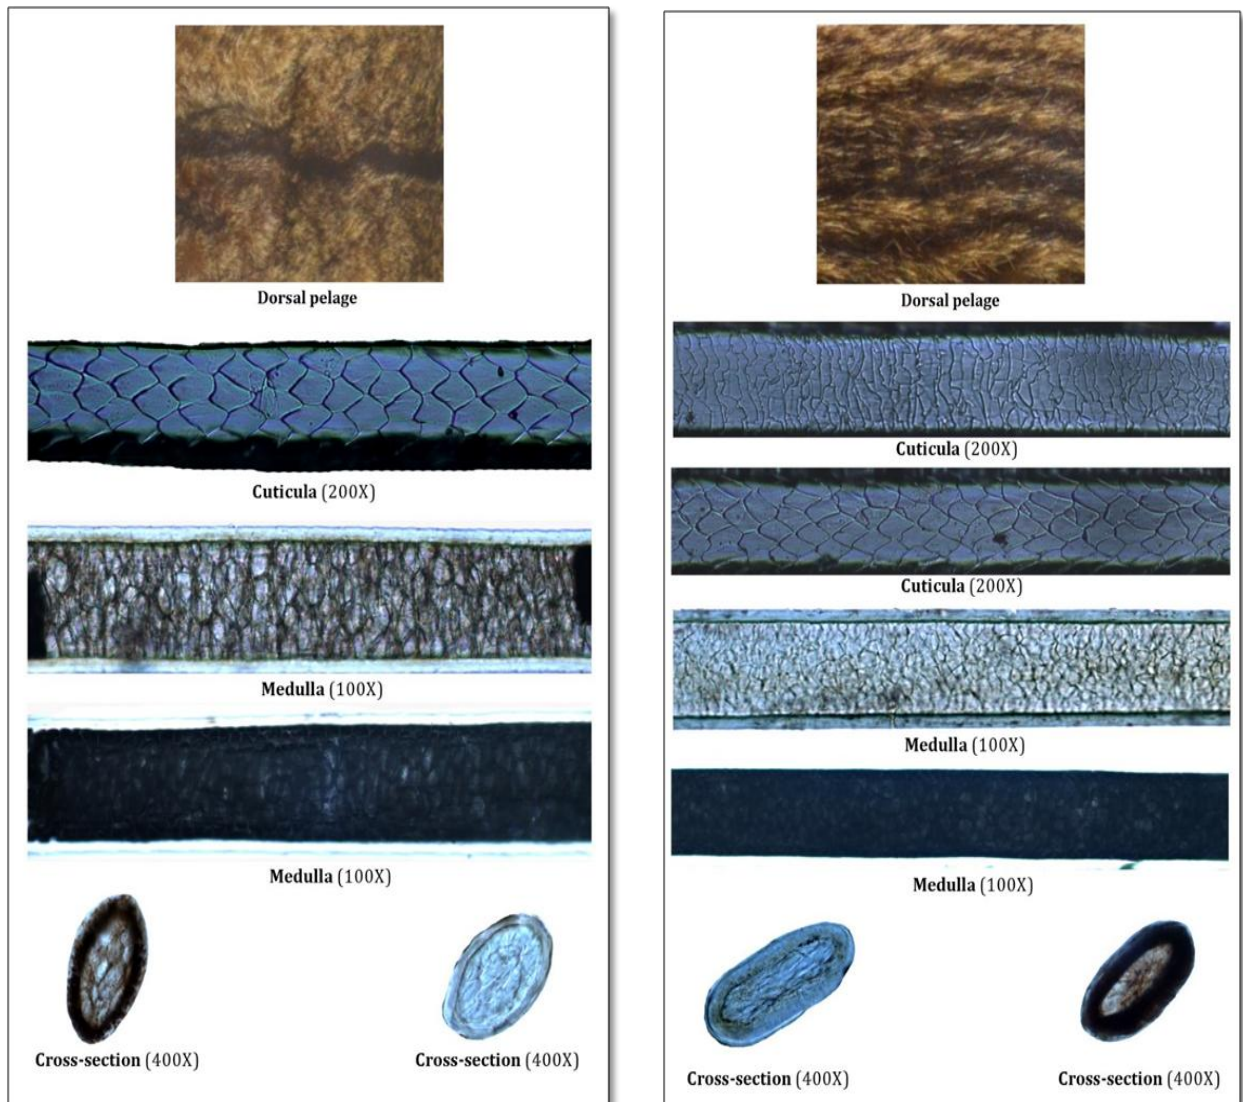 Dorsal pelage
Cuticula (200X)
Medulla (100X)
Medulla (100X)
Cross-section (400X)
Cross-section (400X)
Dorsal pelage
Cuticula (200X)
Cuticula (200X)
Medulla (100X)
Medulla (100X)
Cross-section (400X)
Cross-section (400X)